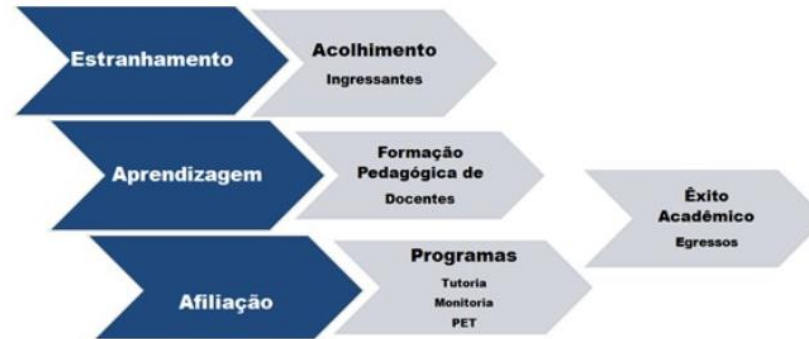 Estranhamento
Acolhimento
Ingressantes
Aprendizagem
Formação
Pedagógica de
Docentes
Êxito
Acadêmico
Egressos
Afiliação
Programas
Tutoria
Monitoria
PET